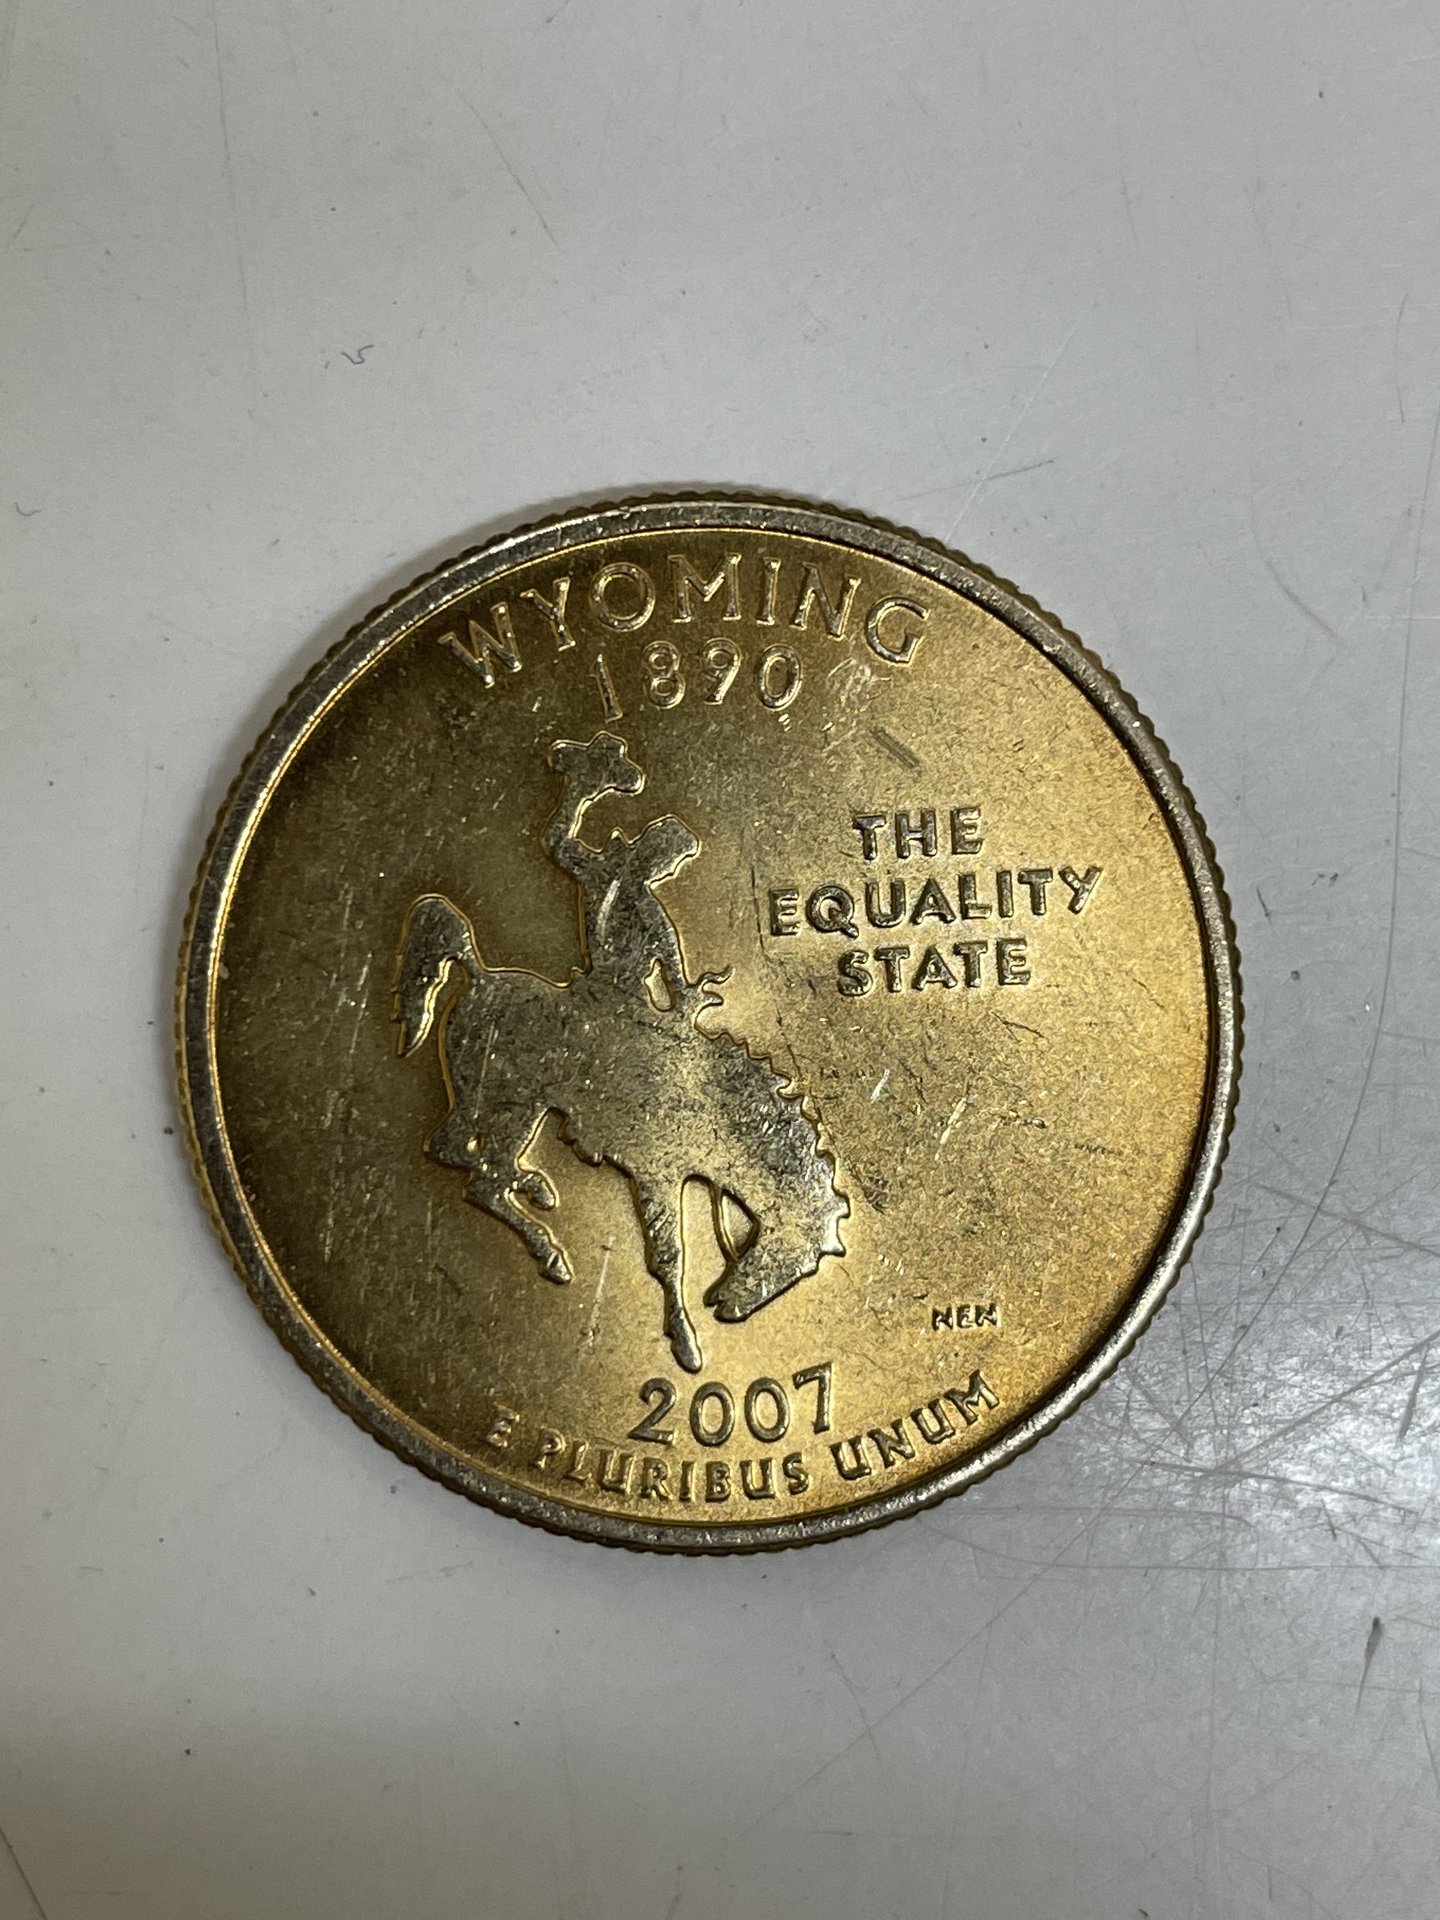 WYOMING
1890
THE
EQUALITY
STATE
NEN
2007
E PLURIBUS UNUM